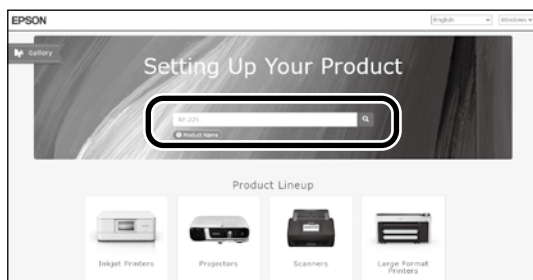 EPSON
English
Windows
Gallery
Setting Up Your Product
XP-225
Product Name
Product Lineup
Inkjet Printers
Projectors
Scanners
Large Format
Printers